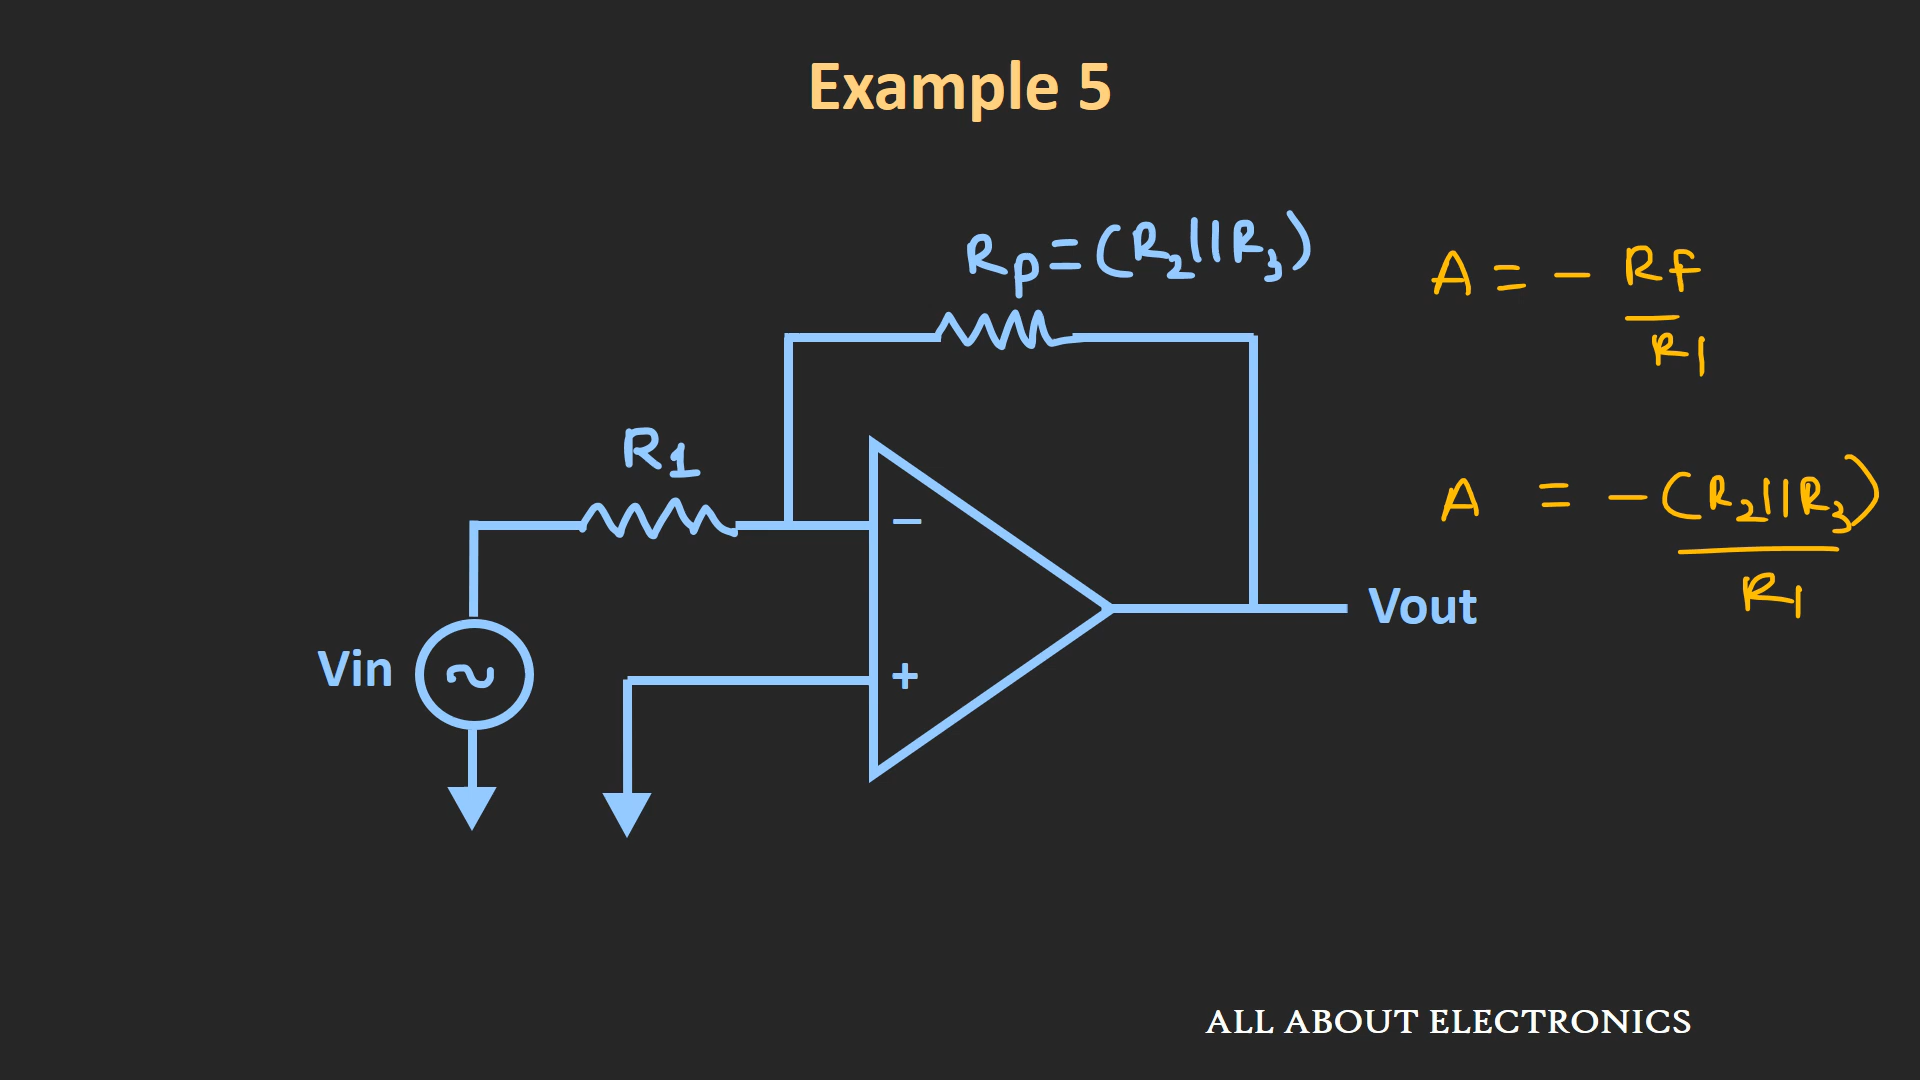 Example 5
Rp = (R2||R3)
A = - Rf
R1
R1
-
A = - (R2||R3)
R1
Vout
Vin
~
+
ALL ABOUT ELECTRONICS